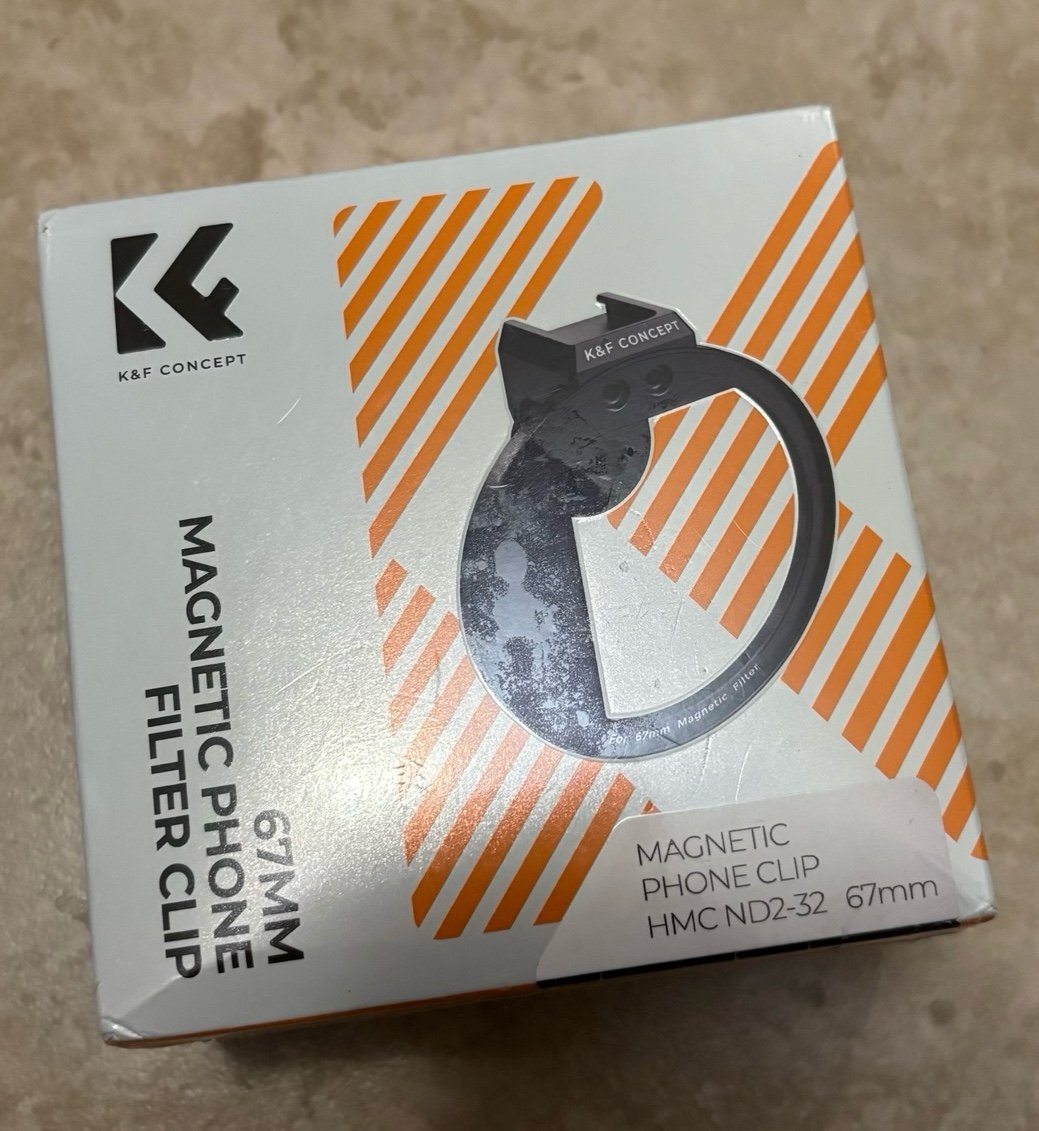 K&F CONCEPT
K&F CONCEPT
For 67mm Magnetic Filter
67MM
MAGNETIC PHONE
FILTER CLIP
MAGNETIC
PHONE CLIP
HMC ND2-32 67mm